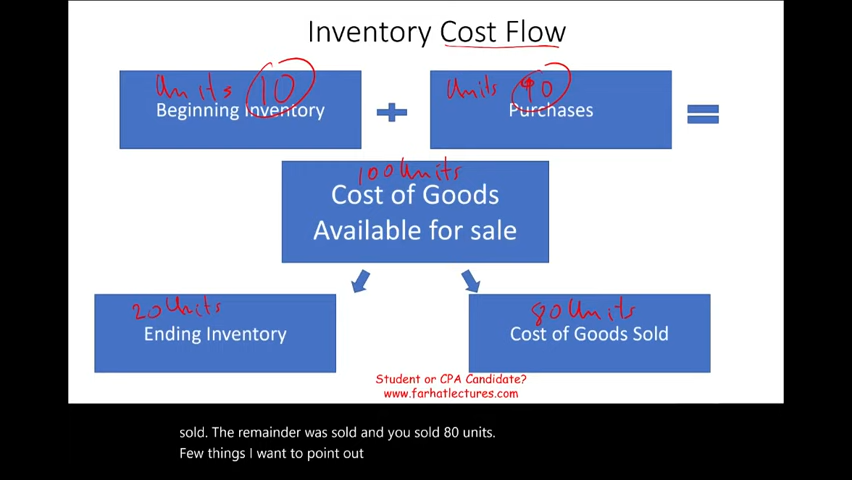 Inventory Cost Flow
Units 10
Beginning Inventory
Units 90
Purchases
100 Units
Cost of Goods
Available for sale
20 Units
Ending Inventory
80 Units
Cost of Goods Sold
Student or CPA Candidate?
www.farhatlectures.com
sold. The remainder was sold and you sold 80 units.
Few things I want to point out